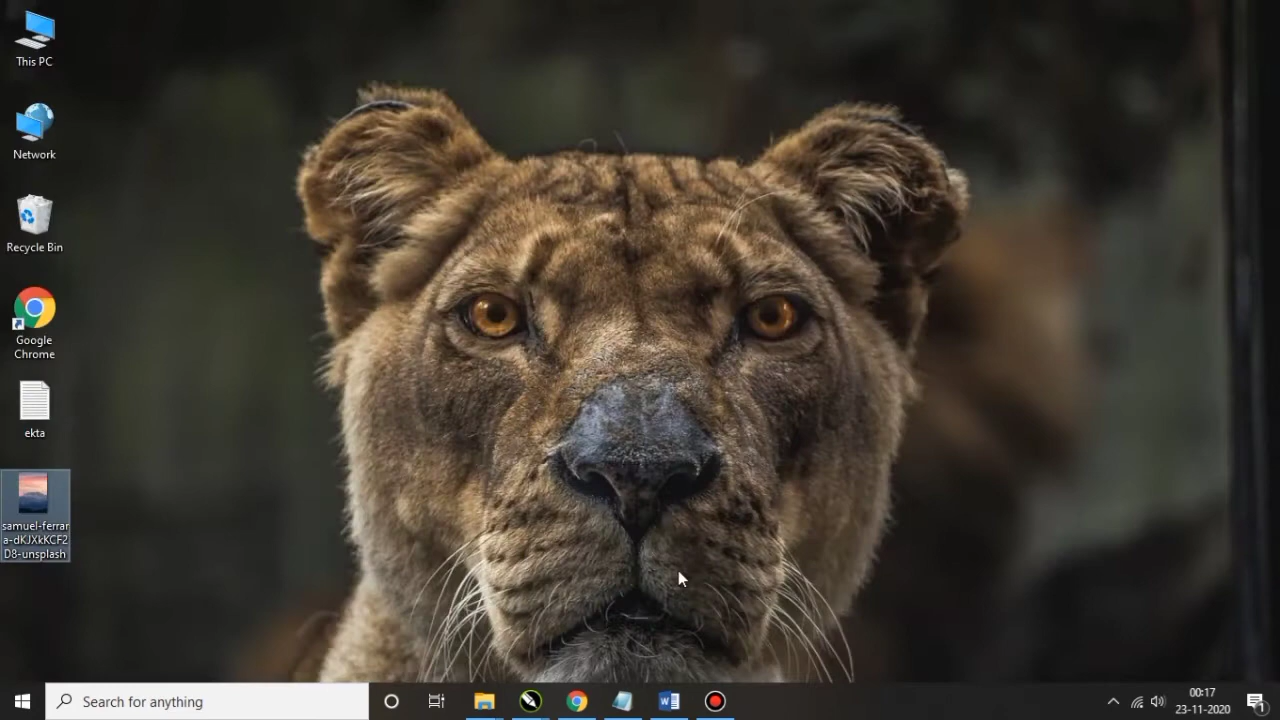 This PC
Network
Recycle Bin
Google
Chrome
ekta
samuel-ferrar
a-dKJXkKCF2
D8-unsplash
Search for anything
00:17
23-11-2020
1